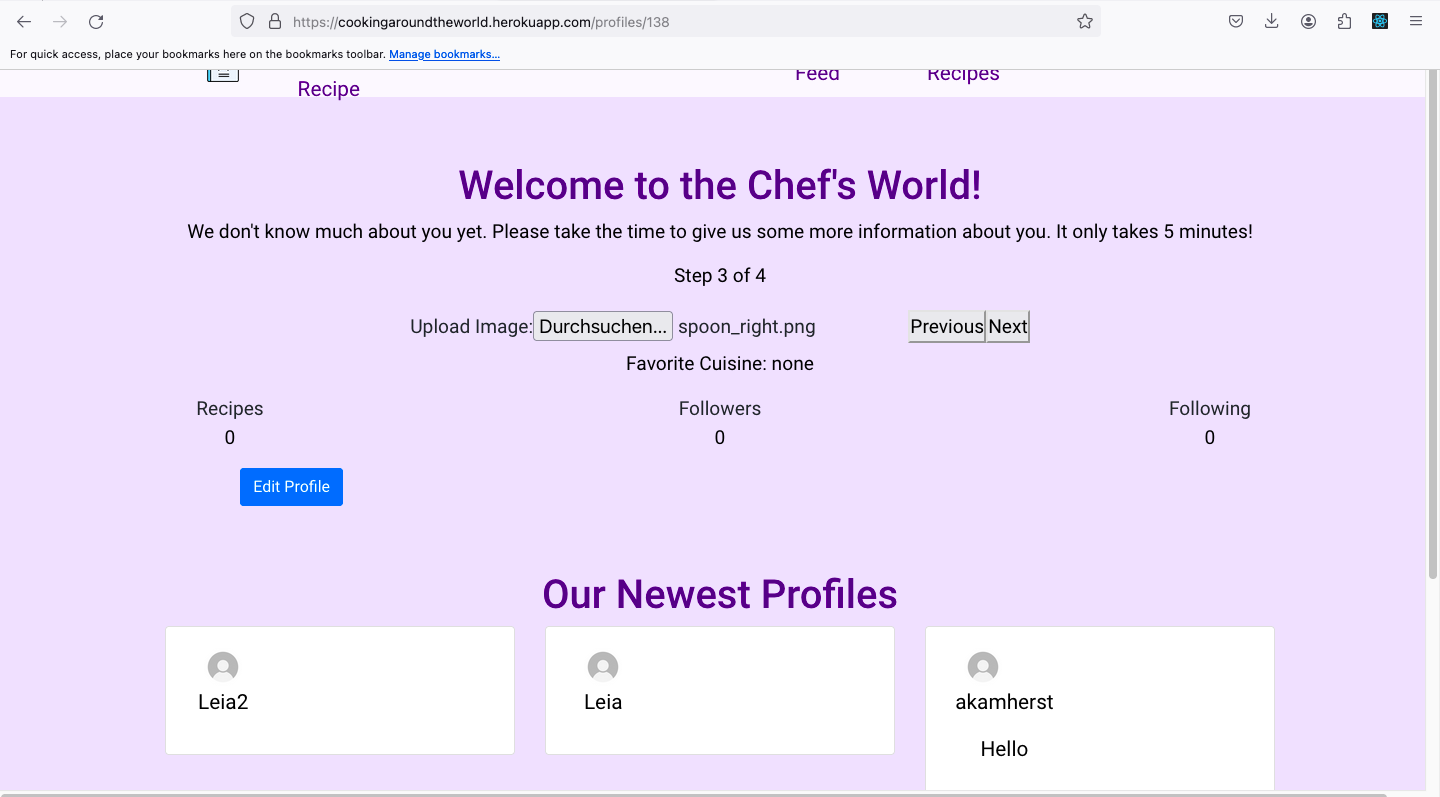 https://cookingaroundtheworld.herokuapp.com/profiles/138
For quick access, place your bookmarks here on the bookmarks toolbar. Manage bookmarks...
Feed Recipes
Recipe
Welcome to the Chef's World!
We don't know much about you yet. Please take the time to give us some more information about you. It only takes 5 minutes!
Step 3 of 4
Upload Image: Durchsuchen... spoon_right.png Previous Next
Favorite Cuisine: none
Recipes Followers Following
0 0 0
Edit Profile
Our Newest Profiles
Leia2 Leia akamherst
Hello